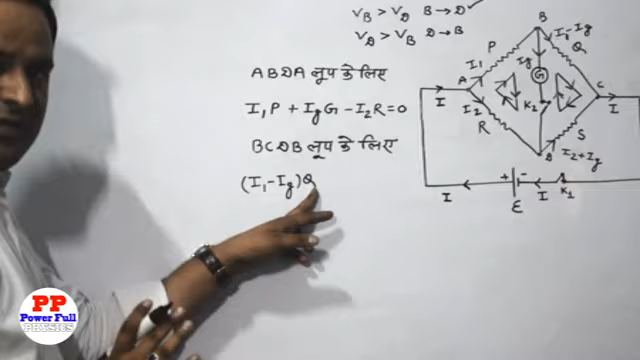 V_B > V_D B → D ✓
V_D > V_B D → B
ABDA लूप के लिए
I₁P + I_gG − I₂R = 0
BCDB लूप के लिए
(I₁ − I_g)Q
B
I₁ − I_g
P
Q
I₁
I_g
G
A
C
I
K₂
I
I₂
R
S
D
I₂ + I_g
+ −
I
ε
I
K₁
PP
Power Full
PHYSICS